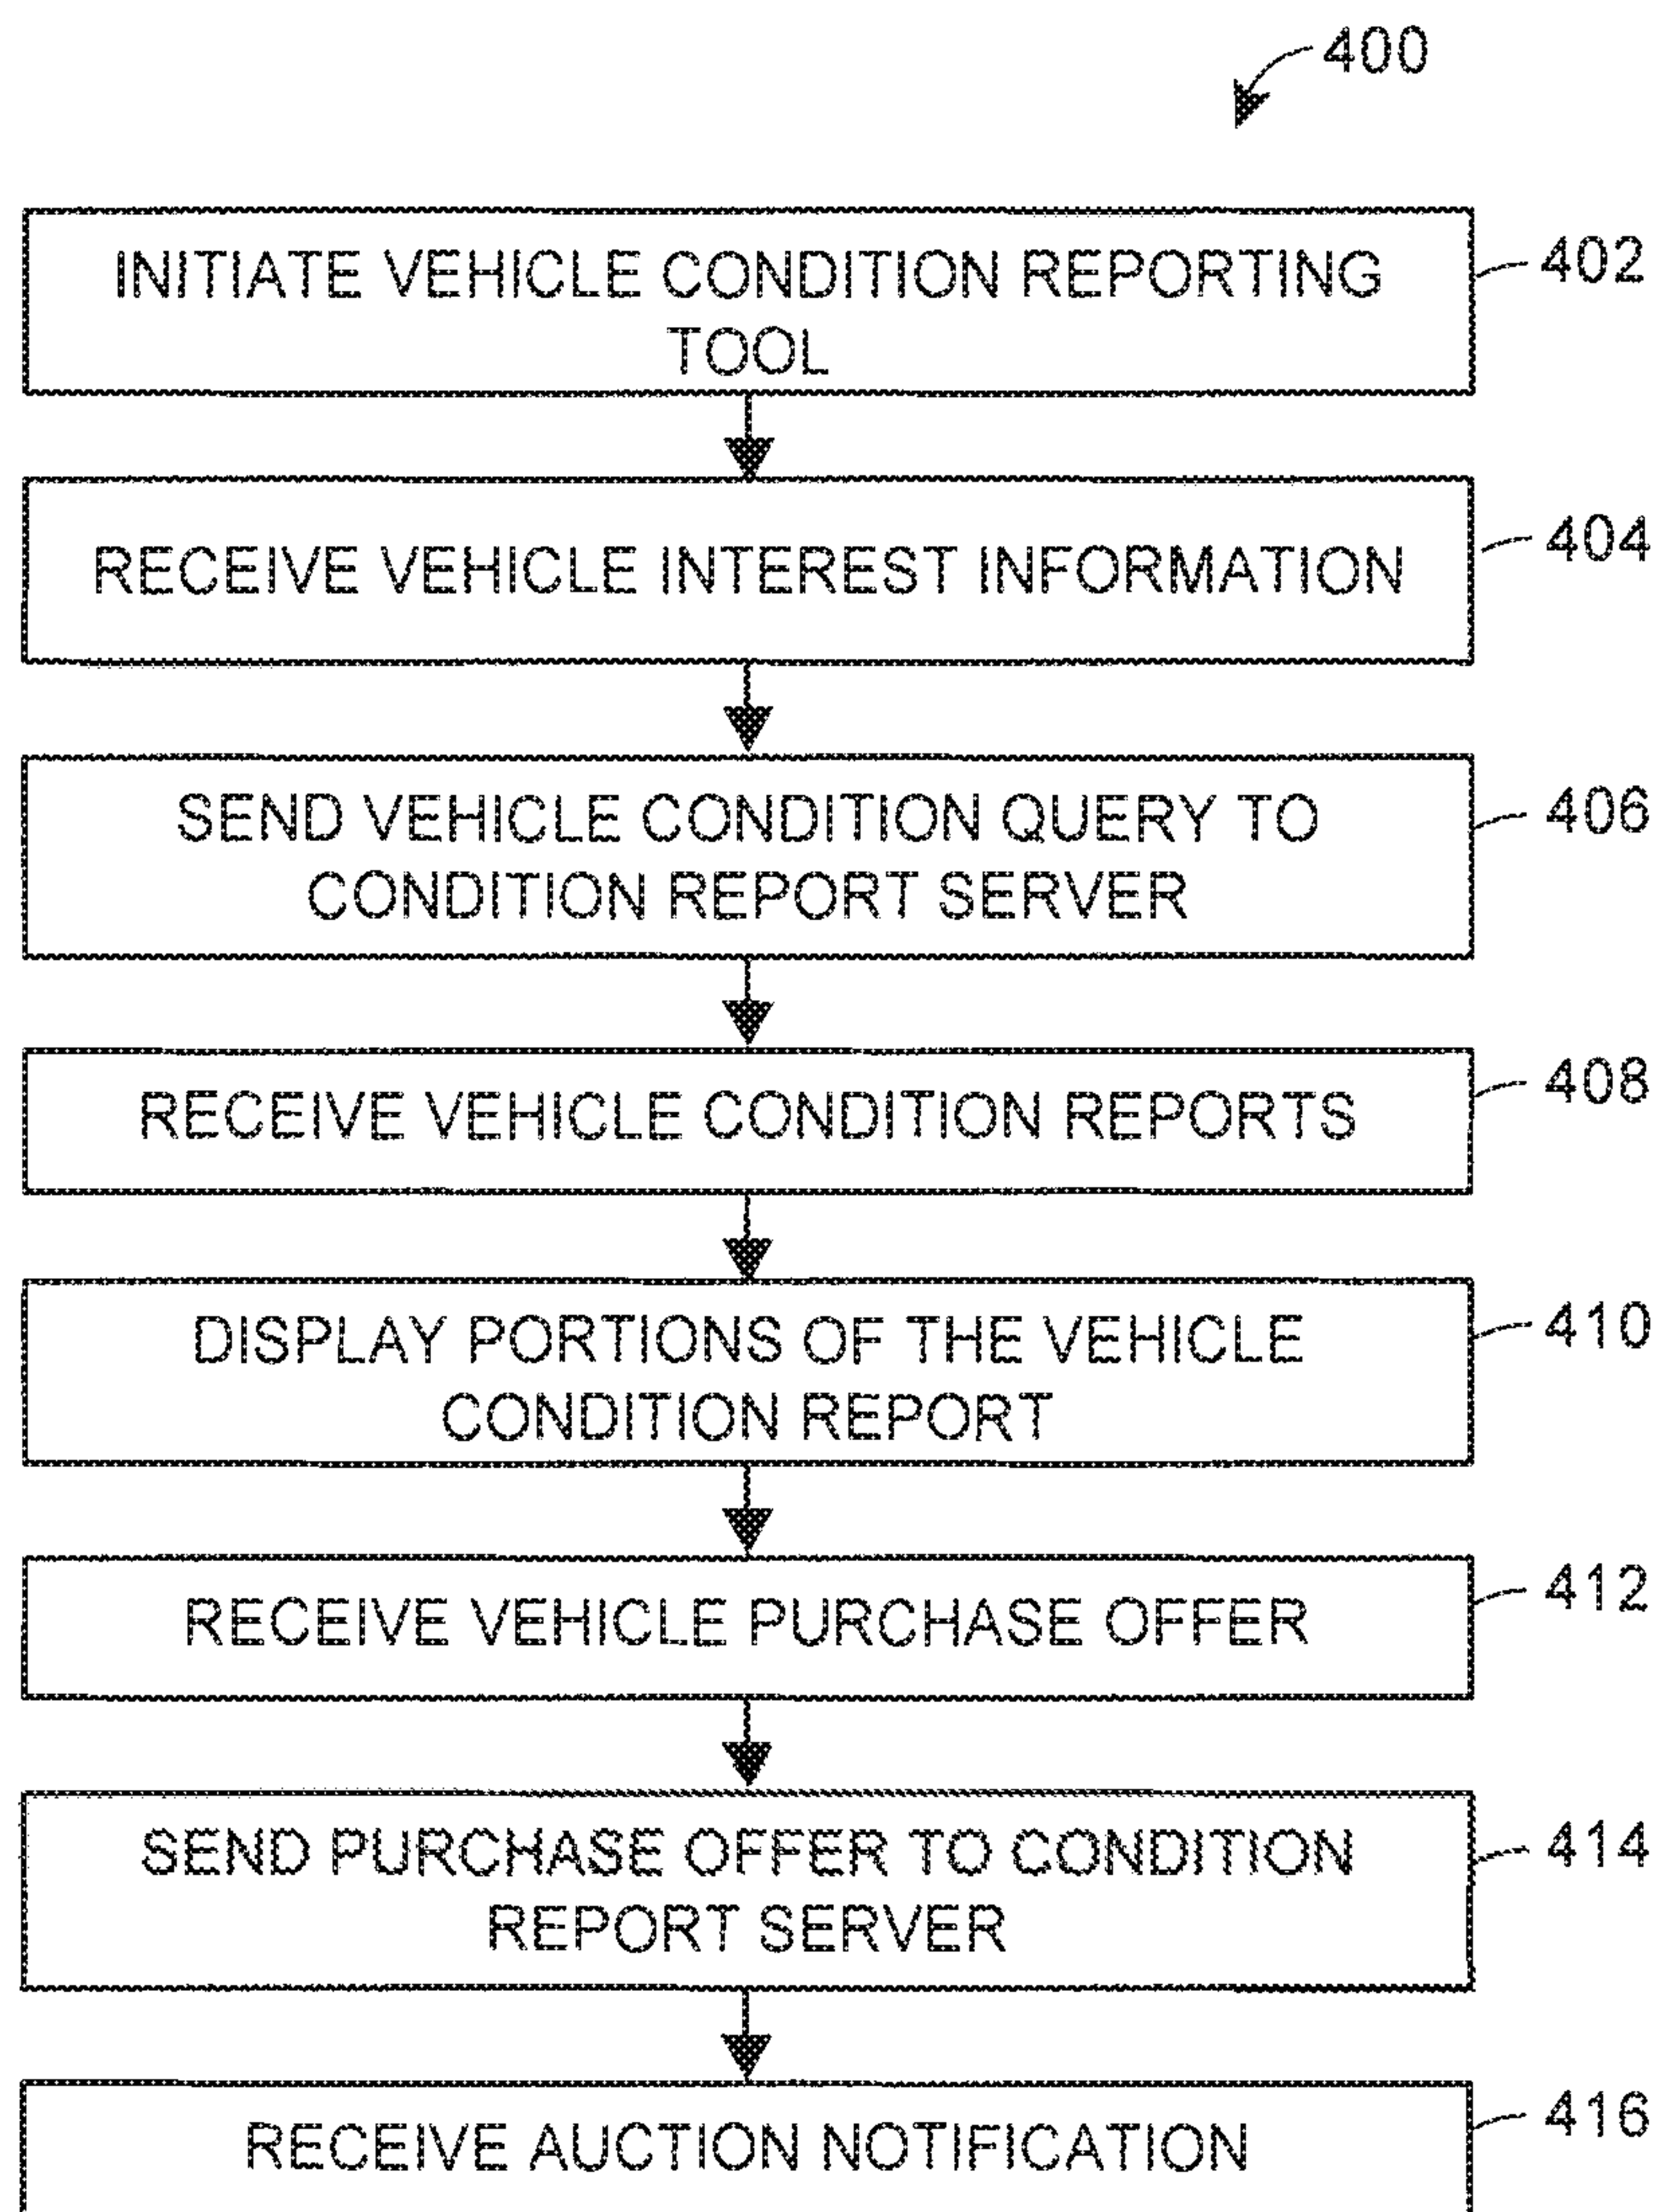 400
INITIATE VEHICLE CONDITION REPORTING
TOOL
402
RECEIVE VEHICLE INTEREST INFORMATION
404
SEND VEHICLE CONDITION QUERY TO
CONDITION REPORT SERVER
406
RECEIVE VEHICLE CONDITION REPORTS
408
DISPLAY PORTIONS OF THE VEHICLE
CONDITION REPORT
410
RECEIVE VEHICLE PURCHASE OFFER
412
SEND PURCHASE OFFER TO CONDITION
REPORT SERVER
414
RECEIVE AUCTION NOTIFICATION
416